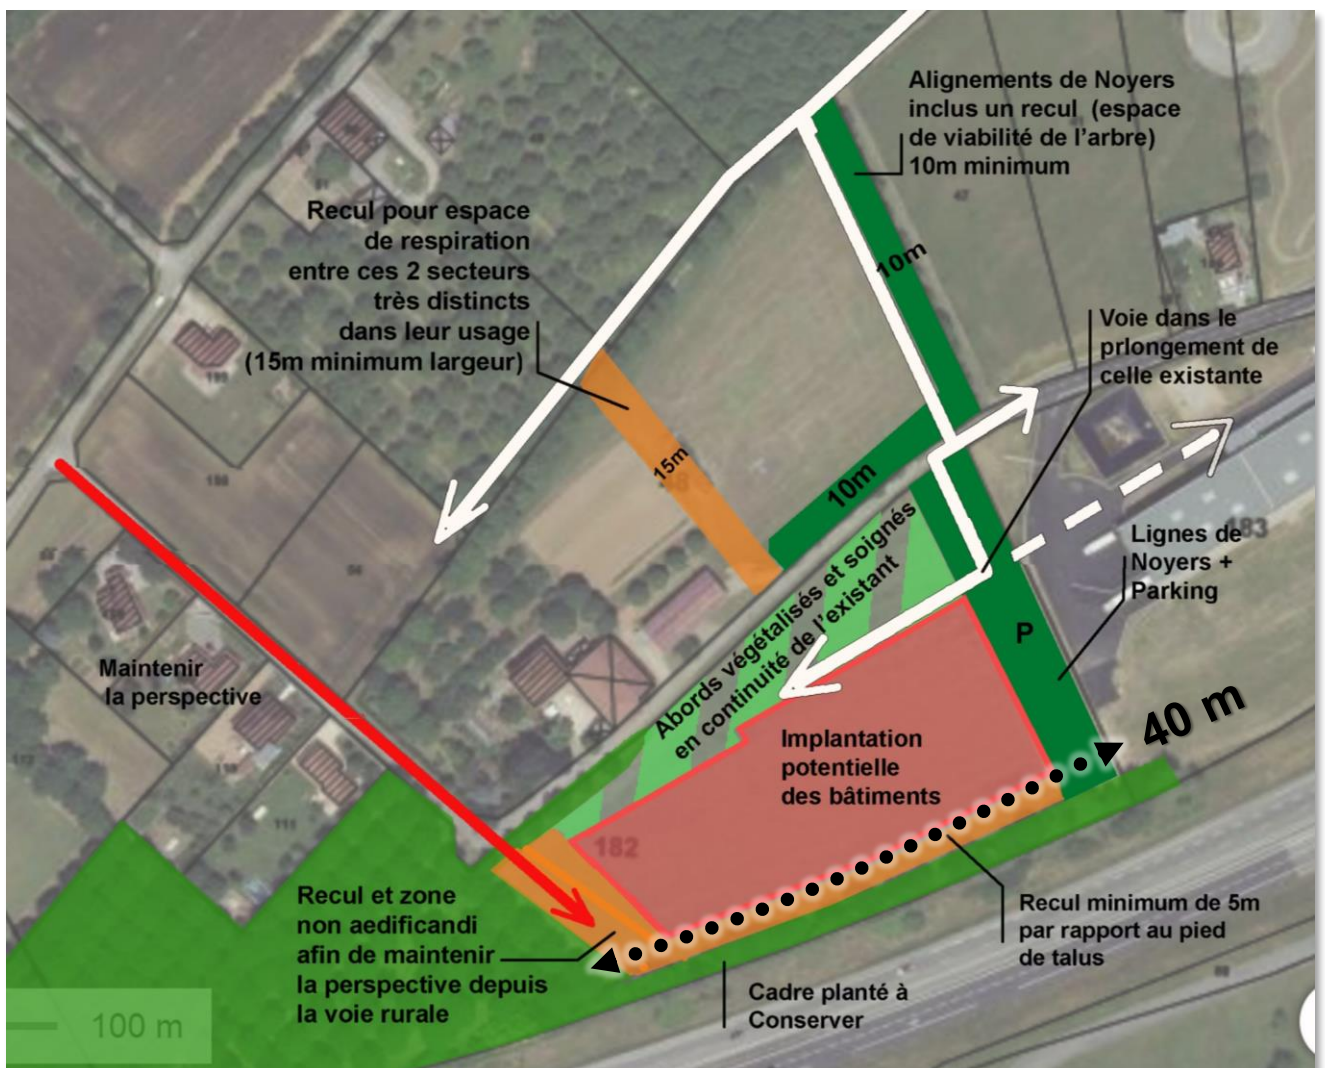 Alignements de Noyers
inclus un recul (espace
de viabilité de l'arbre)
10m minimum
Recul pour espace
de respiration
entre ces 2 secteurs
très distincts
dans leur usage
(15m minimum largeur)
10m
Voie dans le
prlongement de
celle existante
15m
10m
Abords végétalisés et soignés
en continuité de l'existant
183
Lignes de
Noyers +
Parking
P
Maintenir
la perspective
40 m
Implantation
potentielle
des bâtiments
182
Recul et zone
non aedificandi
afin de maintenir
la perspective depuis
la voie rurale
Recul minimum de 5m
par rapport au pied
de talus
Cadre planté à
Conserver
100 m